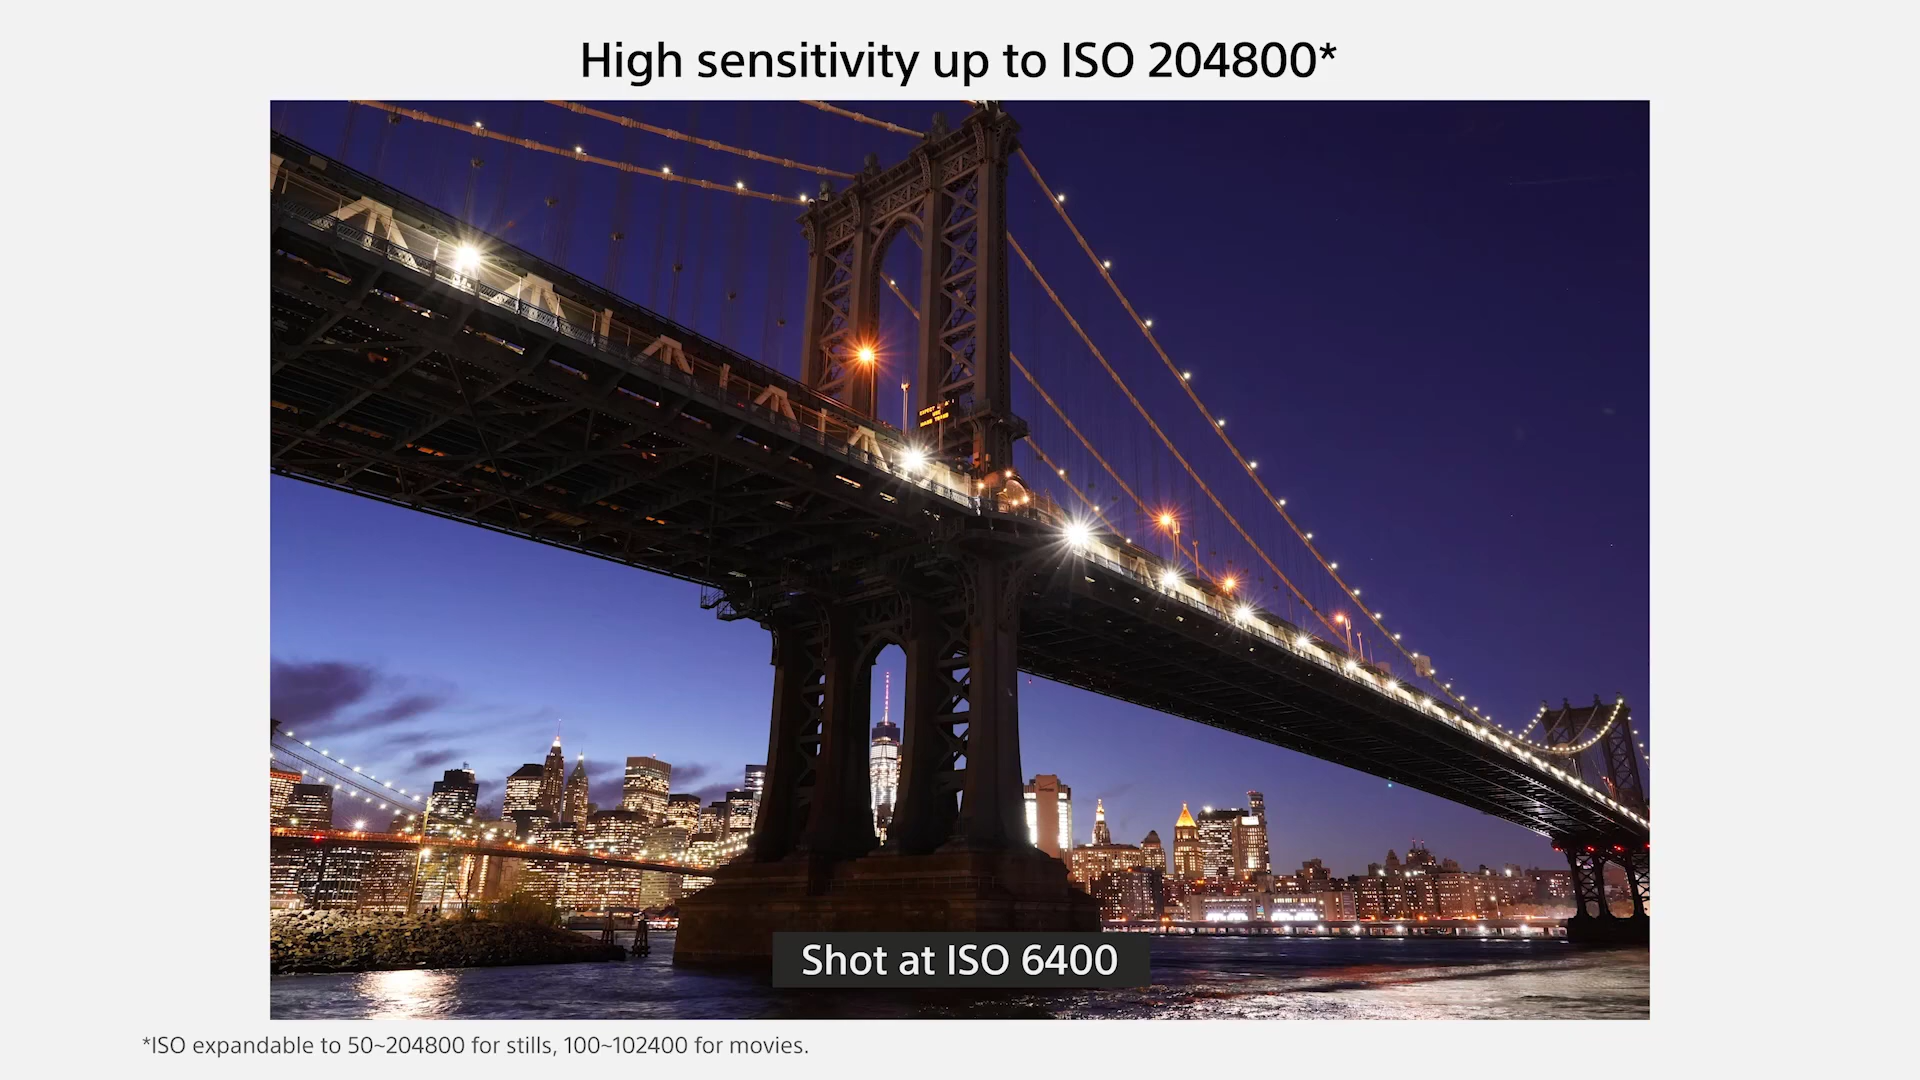 High sensitivity up to ISO 204800*
Shot at ISO 6400
*ISO expandable to 50~204800 for stills, 100~102400 for movies.